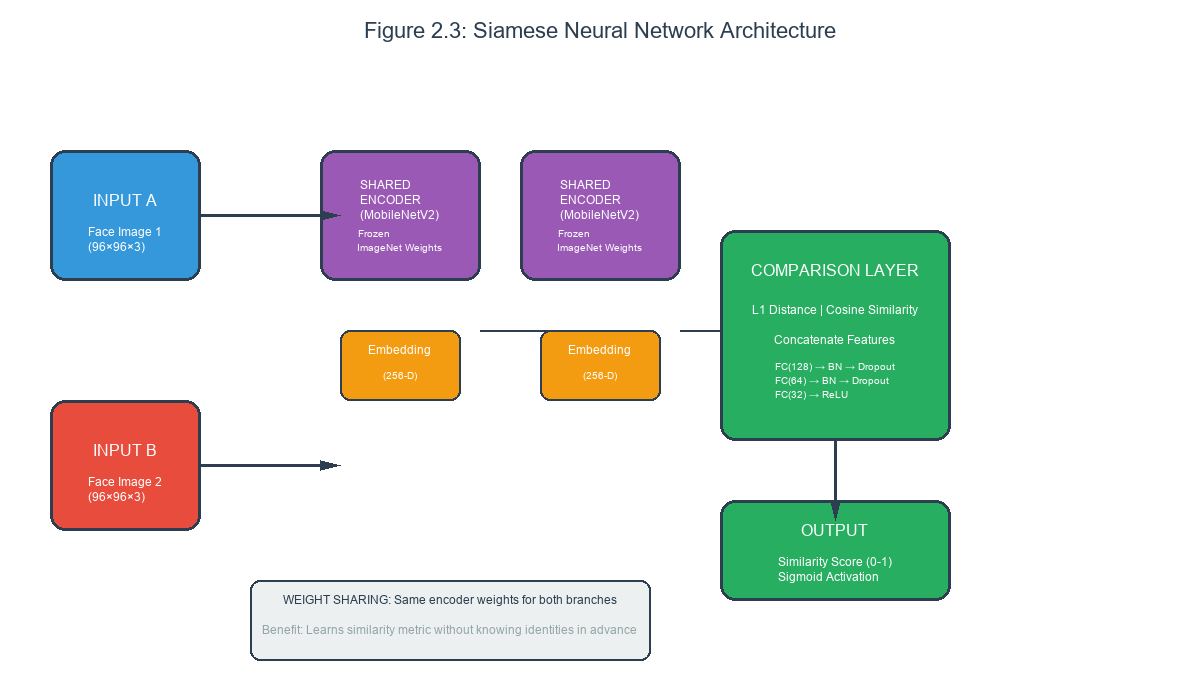 Figure 2.3: Siamese Neural Network Architecture
INPUT A
Face Image 1
(96×96×3)
SHARED
ENCODER
(MobileNetV2)
Frozen
ImageNet Weights
SHARED
ENCODER
(MobileNetV2)
Frozen
ImageNet Weights
COMPARISON LAYER
L1 Distance | Cosine Similarity
Concatenate Features
FC(128) → BN → Dropout
FC(64) → BN → Dropout
FC(32) → ReLU
Embedding
(256-D)
Embedding
(256-D)
INPUT B
Face Image 2
(96×96×3)
OUTPUT
Similarity Score (0-1)
Sigmoid Activation
WEIGHT SHARING: Same encoder weights for both branches
Benefit: Learns similarity metric without knowing identities in advance